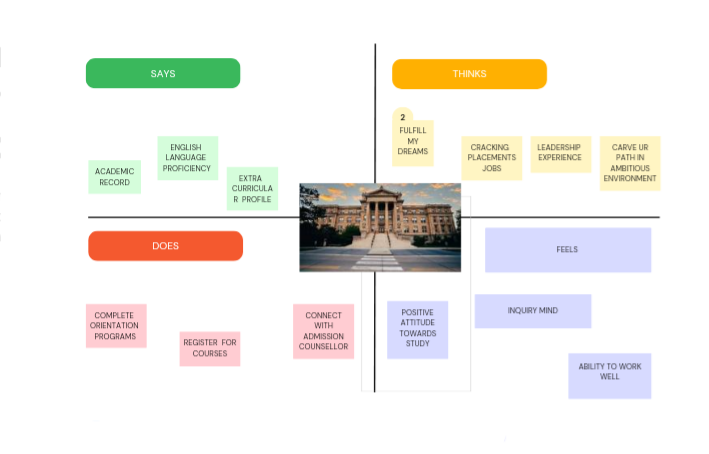 SAYS
ACADEMIC
RECORD
ENGLISH
LANGUAGE
PROFICIENCY
EXTRA
CURRICULA
R PROFILE
THINKS
2
FULFILL
MY
DREAMS
CRACKING
PLACEMENTS
JOBS
LEADERSHIP
EXPERIENCE
CARVE UR
PATH IN
AMBITIOUS
ENVIRONMENT
DOES
COMPLETE
ORIENTATION
PROGRAMS
REGISTER FOR
COURSES
CONNECT
WITH
ADMISSION
COUNSELLOR
FEELS
POSITIVE
ATTITUDE
TOWARDS
STUDY
INQUIRY MIND
ABILITY TO WORK
WELL